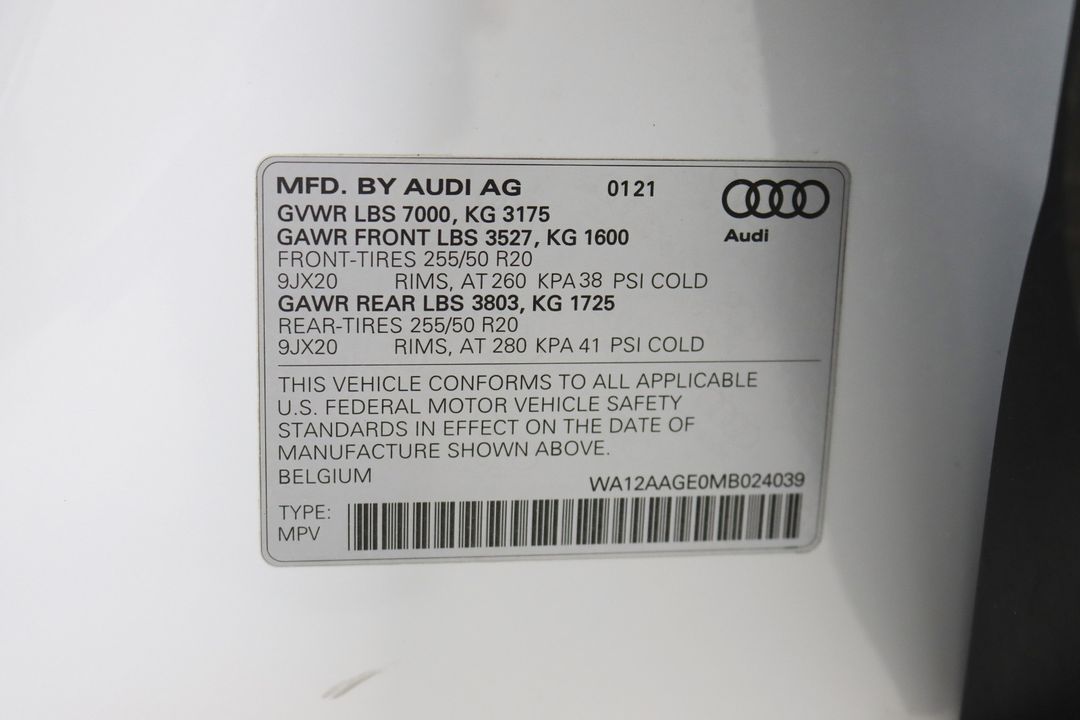 MFD. BY AUDI AG 0121
GVWR LBS 7000, KG 3175
GAWR FRONT LBS 3527, KG 1600
Audi
FRONT-TIRES 255/50 R20
9JX20 RIMS, AT 260 KPA 38 PSI COLD
GAWR REAR LBS 3803, KG 1725
REAR-TIRES 255/50 R20
9JX20 RIMS, AT 280 KPA 41 PSI COLD
THIS VEHICLE CONFORMS TO ALL APPLICABLE
U.S. FEDERAL MOTOR VEHICLE SAFETY
STANDARDS IN EFFECT ON THE DATE OF
MANUFACTURE SHOWN ABOVE.
BELGIUM WA12AAGE0MB024039
TYPE:
MPV